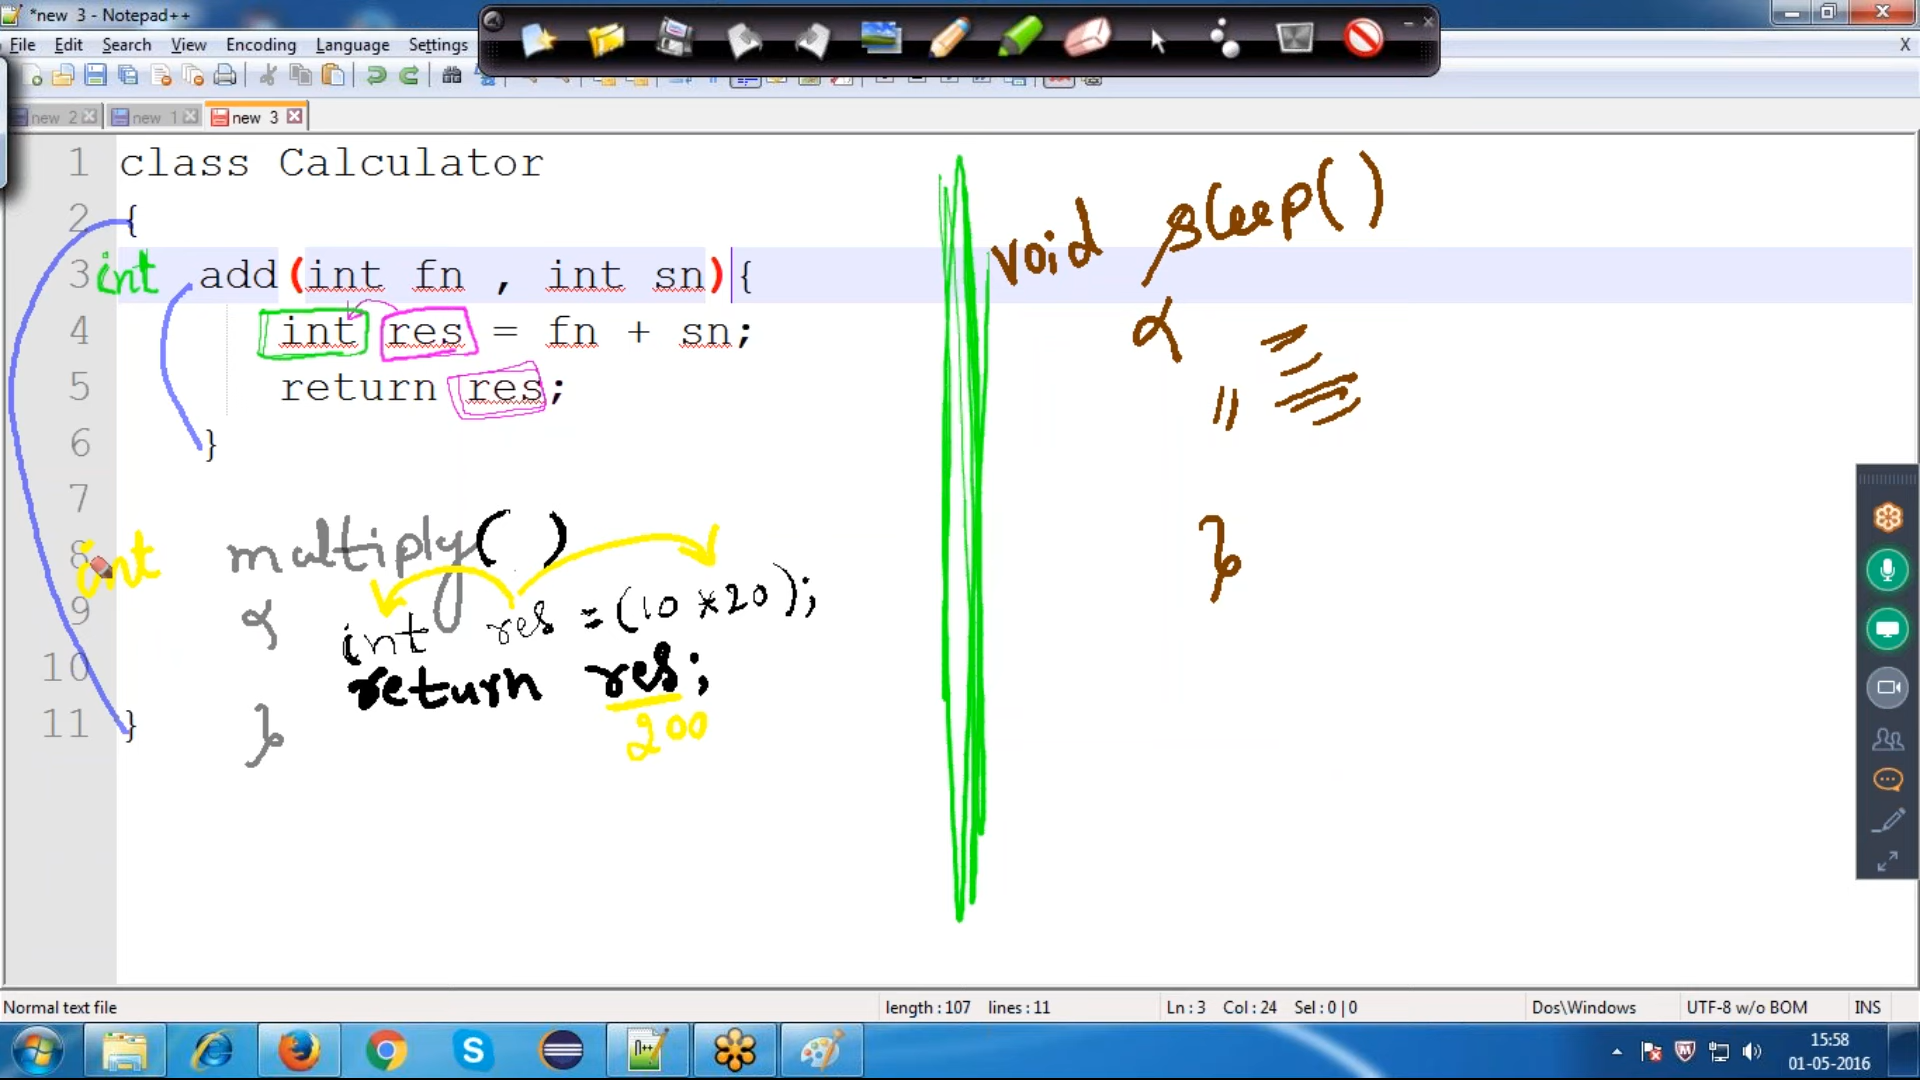 *new 3 - Notepad++
File Edit Search View Encoding Language Settings
X
new 2 new 1 new 3
1 class Calculator
2 {
3 int add(int fn , int sn){
4 int res = fn + sn;
5 return res;
6 }
7
8 int multiply( )
9 { int res = (10 * 20);
10 return res;
200
11 } }
void sleep()
{
"
}
Normal text file length : 107 lines : 11 Ln : 3 Col : 24 Sel : 0 | 0 Dos\Windows UTF-8 w/o BOM INS
15:58
01-05-2016